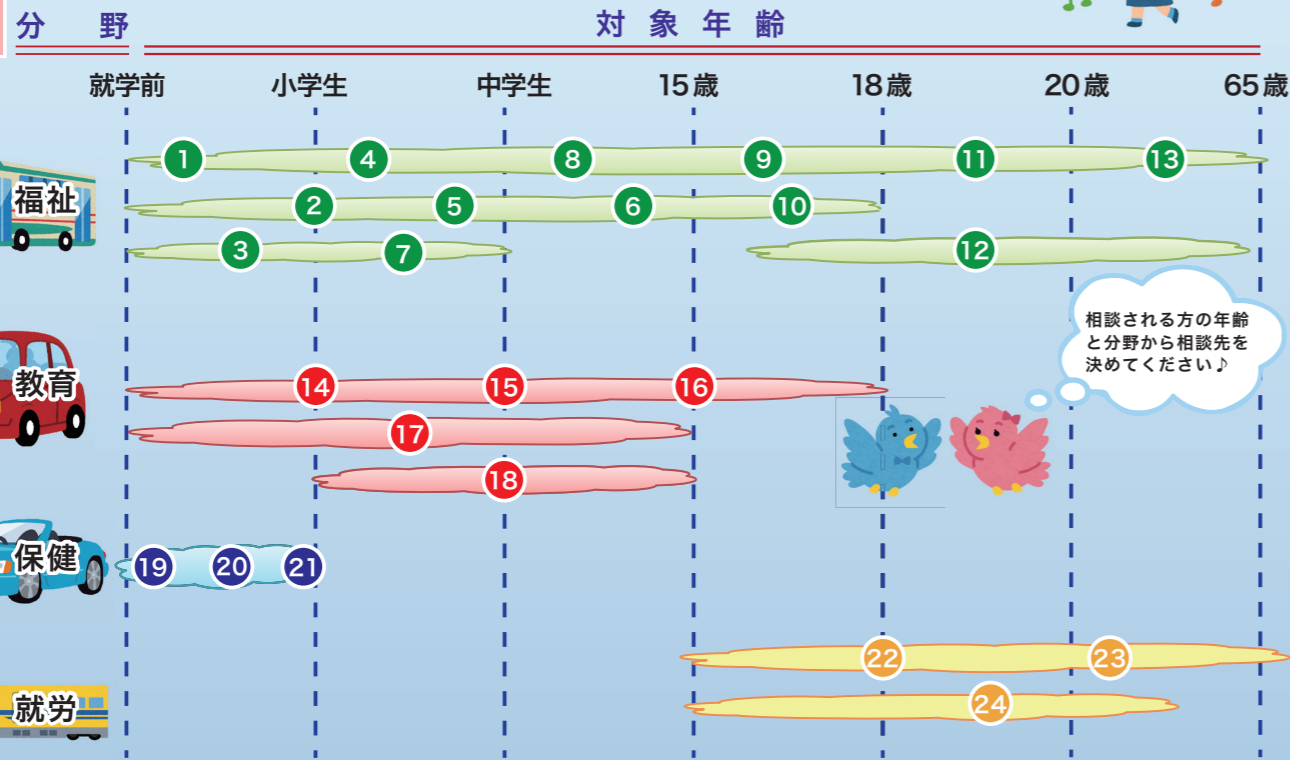 分野　対象年齢
就学前　小学生　中学生　15歳　18歳　20歳　65歳
1 4 8 9 11 13
福祉
2 5 6 10
3 7 12
相談される方の年齢
と分野から相談先を
決めてください♪
教育
14 15 16
17
18
保健
19 20 21
22 23
就労
24